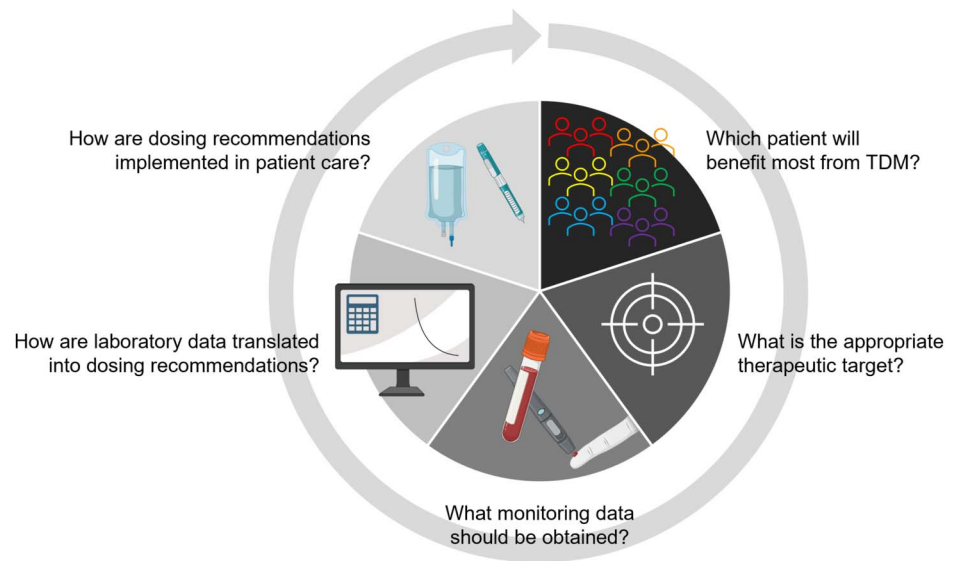 Which patient will
benefit most from TDM?
What is the appropriate
therapeutic target?
What monitoring data
should be obtained?
How are laboratory data translated
into dosing recommendations?
How are dosing recommendations
implemented in patient care?